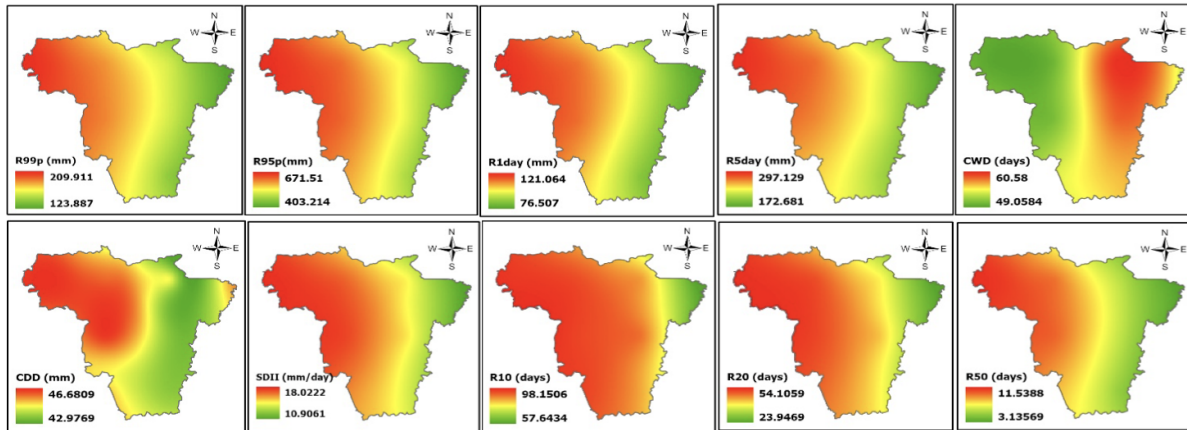 N
W E
S
R99p (mm)
209.911
123.887
N
W E
S
R95p(mm)
671.51
403.214
N
W E
S
R1day (mm)
121.064
76.507
N
W E
S
R5day (mm)
297.129
172.681
N
W E
S
CWD (days)
60.58
49.0584
N
W E
S
CDD (mm)
46.6809
42.9769
N
W E
S
SDII (mm/day)
18.0222
10.9061
N
W E
S
R10 (days)
98.1506
57.6434
N
W E
S
R20 (days)
54.1059
23.9469
N
W E
S
R50 (days)
11.5388
3.13569